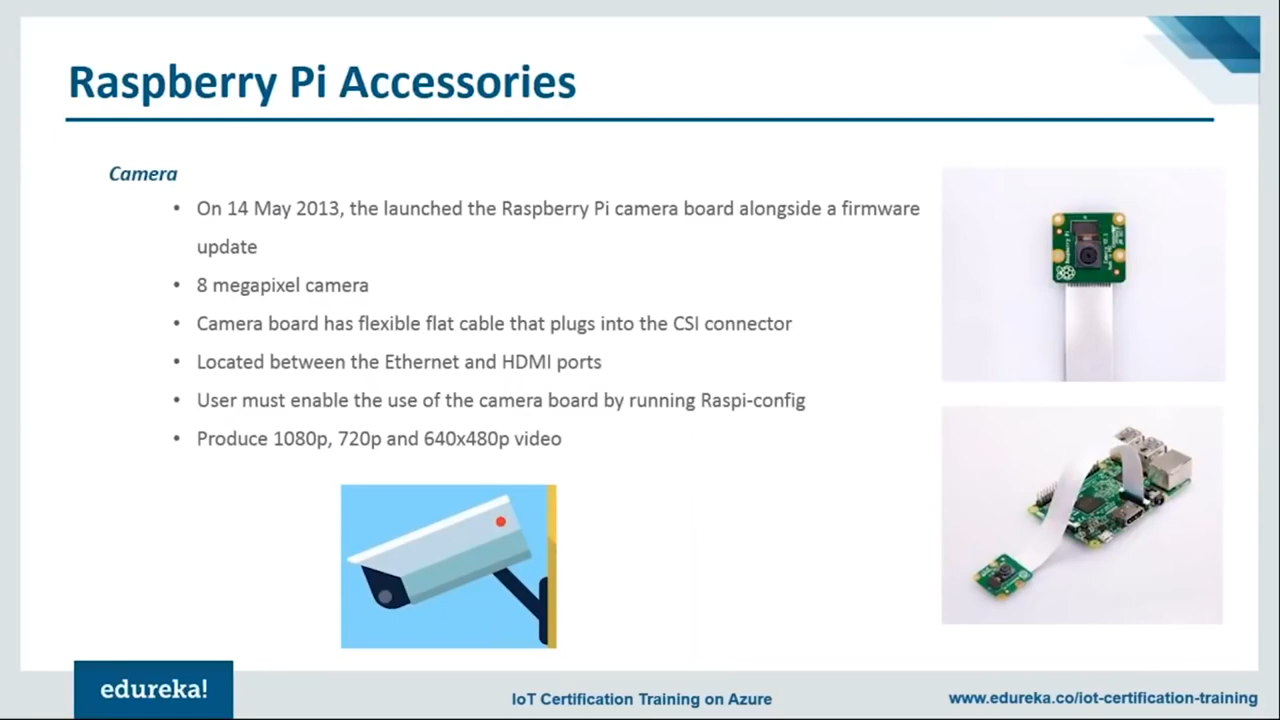 Raspberry Pi Accessories
Camera
• On 14 May 2013, the launched the Raspberry Pi camera board alongside a firmware
update
• 8 megapixel camera
• Camera board has flexible flat cable that plugs into the CSI connector
• Located between the Ethernet and HDMI ports
• User must enable the use of the camera board by running Raspi-config
• Produce 1080p, 720p and 640x480p video
edureka!
IoT Certification Training on Azure
www.edureka.co/iot-certification-training